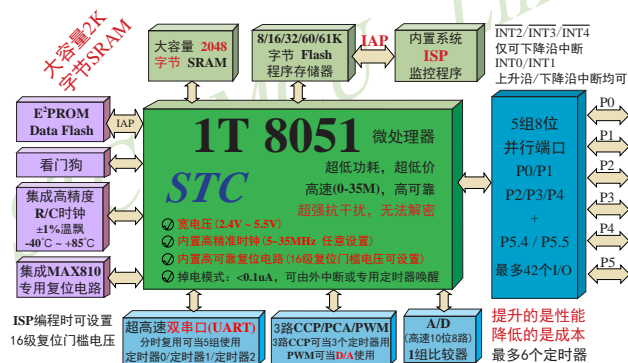 大容量2K
字节SRAM
大容量 2048
字节 SRAM
8/16/32/60/61K
字节 Flash
程序存储器
IAP
内置系统
ISP
监控程序
INT2/INT3/INT4
仅可下降沿中断
INT0/INT1
上升沿/下降沿中断均可
E²PROM
Data Flash
IAP
看门狗
集成高精度
R/C时钟
±1%温飘
-40℃ ~ +85℃
集成MAX810
专用复位电路
ISP编程时可设置
16级复位门槛电压
1T 8051 微处理器
STC
超低功耗，超低价
高速(0-35M)，高可靠
超强抗干扰，无法解密
宽电压(2.4V ~ 5.5V)
内置高精准时钟(5~35MHz 任意设置)
内置高可靠复位电路(16级复位门槛电压可设置)
掉电模式：<0.1uA，可由外中断或专用定时器唤醒
5组8位
并行端口
P0/P1
P2/P3/P4
+
P5.4 / P5.5
最多42个I/O
P0
P1
P2
P3
P4
P5
超高速双串口(UART)
分时复用可当5组使用
定时器0/定时器1/定时器2
3路CCP/PCA/PWM
3路CCP可当3个定时器用
PWM可当D/A使用
A/D
(高速10位8路)
1组比较器
提升的是性能
降低的是成本
最多6个定时器